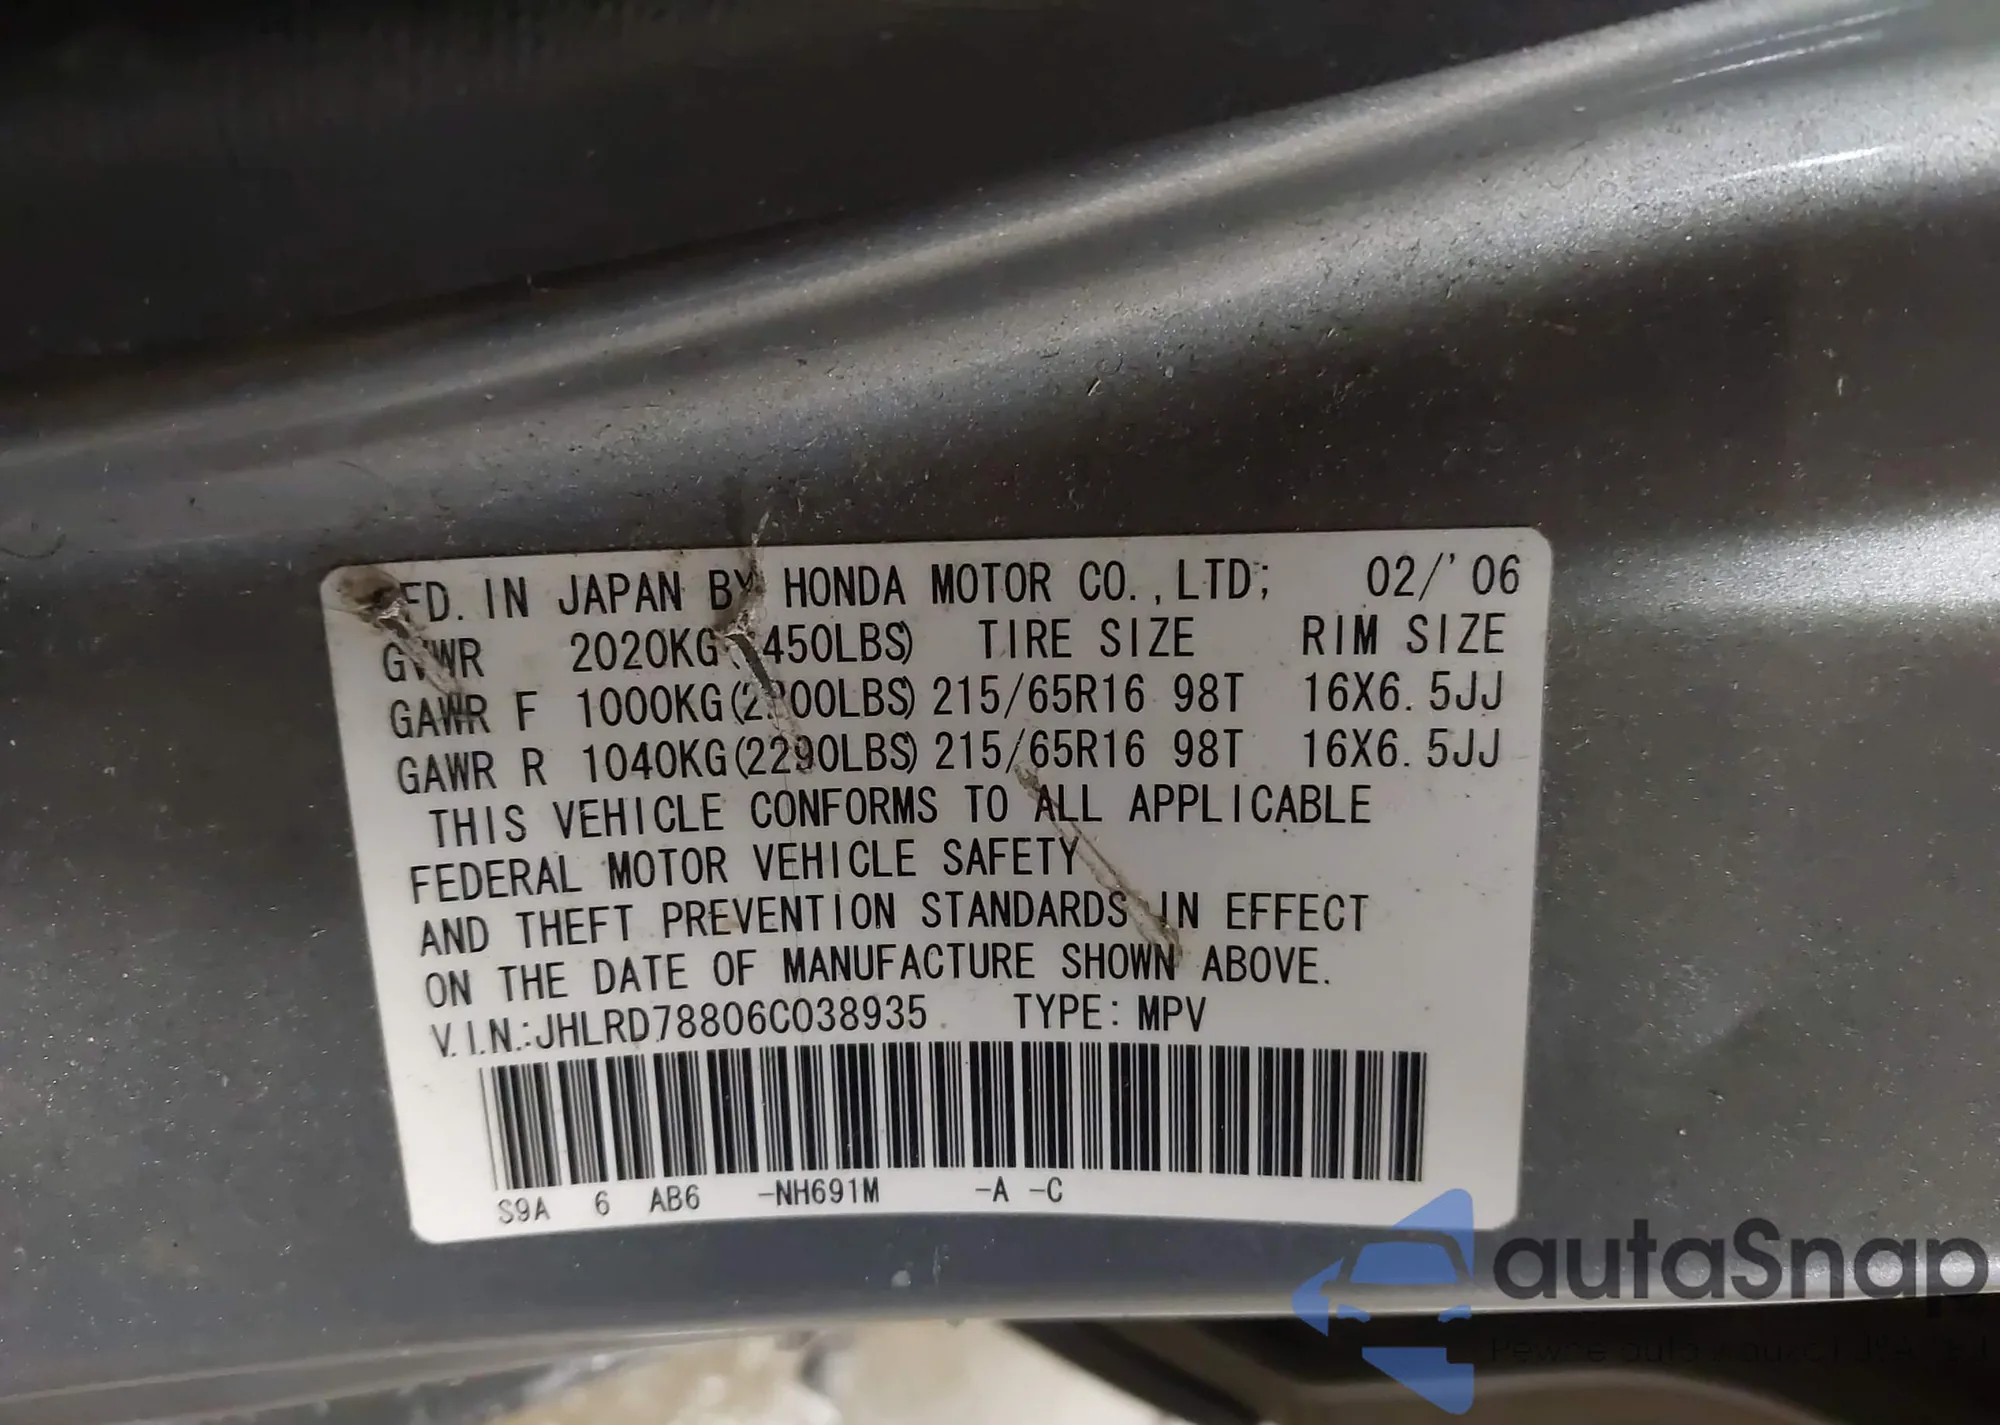 FD. IN JAPAN BY HONDA MOTOR CO.,LTD; 02/'06
GVWR 2020KG( 450LBS) TIRE SIZE RIM SIZE
GAWR F 1000KG(2 00LBS) 215/65R16 98T 16X6.5JJ
GAWR R 1040KG(2290LBS) 215/65R16 98T 16X6.5JJ
THIS VEHICLE CONFORMS TO ALL APPLICABLE
FEDERAL MOTOR VEHICLE SAFETY
AND THEFT PREVENTION STANDARDS IN EFFECT
ON THE DATE OF MANUFACTURE SHOWN ABOVE.
V.I.N.:JHLRD78806C038935 TYPE:MPV
S9A 6 AB6 -NH691M -A -C
autaSnap